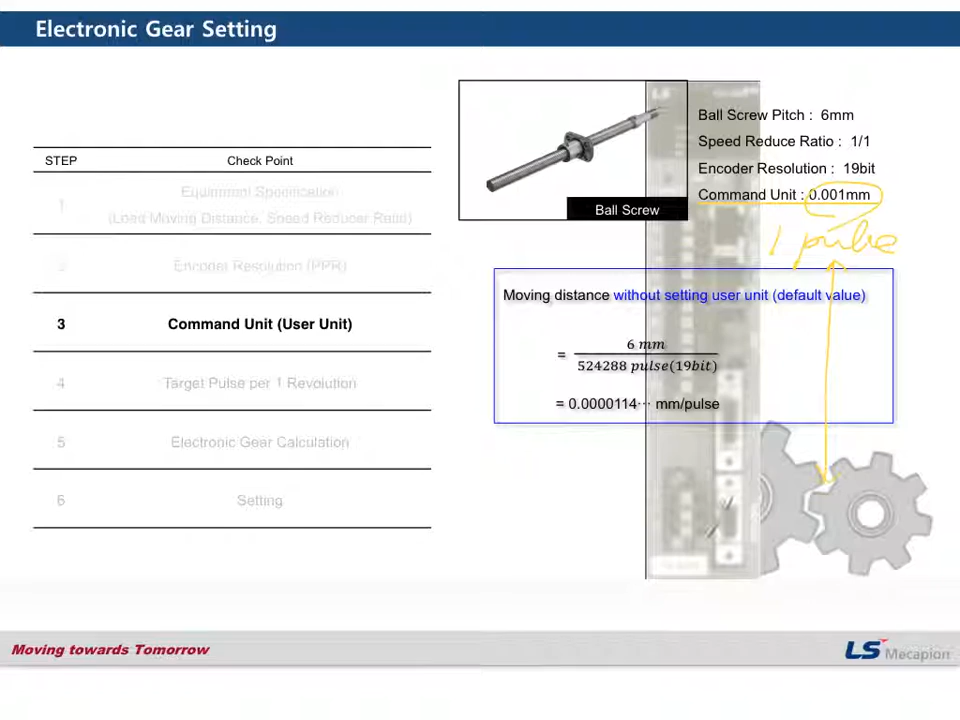 Electronic Gear Setting
STEP Check Point
1 Equipment Specification
(Load Moving Distance, Speed Reducer Ratio)
Encoder Resolution (PPR)
3 Command Unit (User Unit)
4 Target Pulse per 1 Revolution
5 Electronic Gear Calculation
6 Setting
Ball Screw
Ball Screw Pitch : 6mm
Speed Reduce Ratio : 1/1
Encoder Resolution : 19bit
Command Unit : 0.001mm
1 pulse
Moving distance without setting user unit (default value)
= 6 mm
524288 pulse(19bit)
= 0.0000114⋯ mm/pulse
Moving towards Tomorrow
LS Mecapion